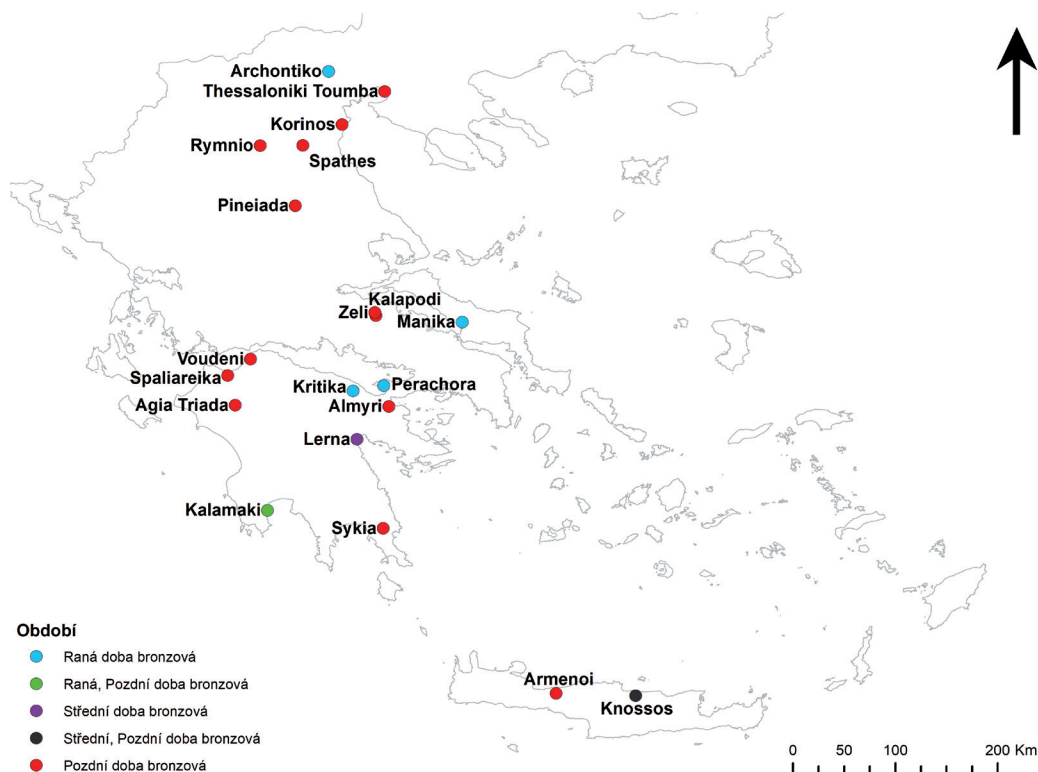 Archontiko
Thessaloniki Toumba
Korinos
Rymnio
Spathes
Pineiada
Kalapodi
Zeli
Manika
Voudeni
Spaliareika
Kritika
Perachora
Agia Triada
Almyri
Lerna
Kalamaki
Sykia
Armenoi
Knossos
Období
Raná doba bronzová
Raná, Pozdní doba bronzová
Střední doba bronzová
Střední, Pozdní doba bronzová
Pozdní doba bronzová
0 50 100 200 Km